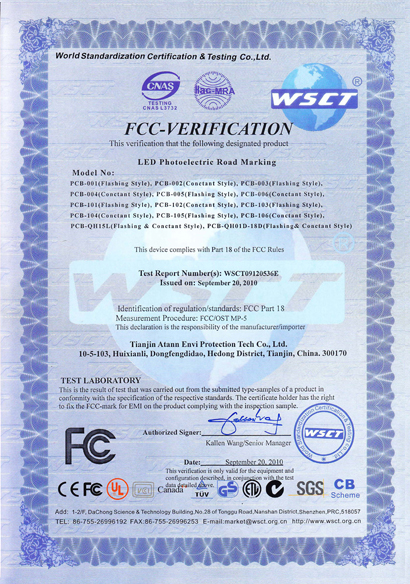 World Standardization Certification & Testing Co.,Ltd.
CNAS
TESTING
CNAS L3732
ilac-MRA
WSCT
®
FCC-VERIFICATION
This verification that the following designated product
LED Photoelectric Road Marking
Model No:
PCB-001(Flashing Style), PCB-002(Conctant Style), PCB-003(Flashing Style),
PCB-004(Conctant Style), PCB-005(Flashing Style), PCB-006(Conctant Style),
PCB-101(Flashing Style), PCB-102(Conctant Style), PCB-103(Flashing Style),
PCB-104(Conctant Style), PCB-105(Flashing Style), PCB-106(Conctant Style),
PCB-QH15L(Flashing & Conctant Style), PCB-QH01D-18D(Flashing& Conctant Style)
This device complies with Part 18 of the FCC Rules
WSCT
Test Report Number(s): WSCT09120536E
Issued on: September 20, 2010
Identification of regulation/standards: FCC Part 18
Measurement Procedure: FCC/OST MP-5
This declaration is the responsibility of the manufacturer/importer
Tianjin Atann Envi Protection Tech Co., Ltd.
10-5-103, Huixianli, Dongfengdidao, Hedong District, Tianjin, China. 300170
TEST LABORATORY
This is the result of test that was carried out from the submitted type-samples of a product in
conformity with the specification of the respective standards. The certificate holder has the right
to fix the FCC-mark for EMI on the product complying with the inspection sample.
Authorized Signer:
Kallen Wang/Senior Manager
WSCT
FC
Date: September 20, 2010
This verification is only valid for the equipment and
configuration described, in conjunction with the test
data detailed above.
CE FC UL Canada TÜV GS SGS CB
Scheme
Add: 1-2/F, DaChong Science & Technology Building,No.28 of Tonggu Road,Nanshan District,Shenzhen,PRC,518057
TEL: 86-755-26996192 FAX:86-755-26996253 E-mail:market@wsct.org.cn http://www.wsct.org.cn